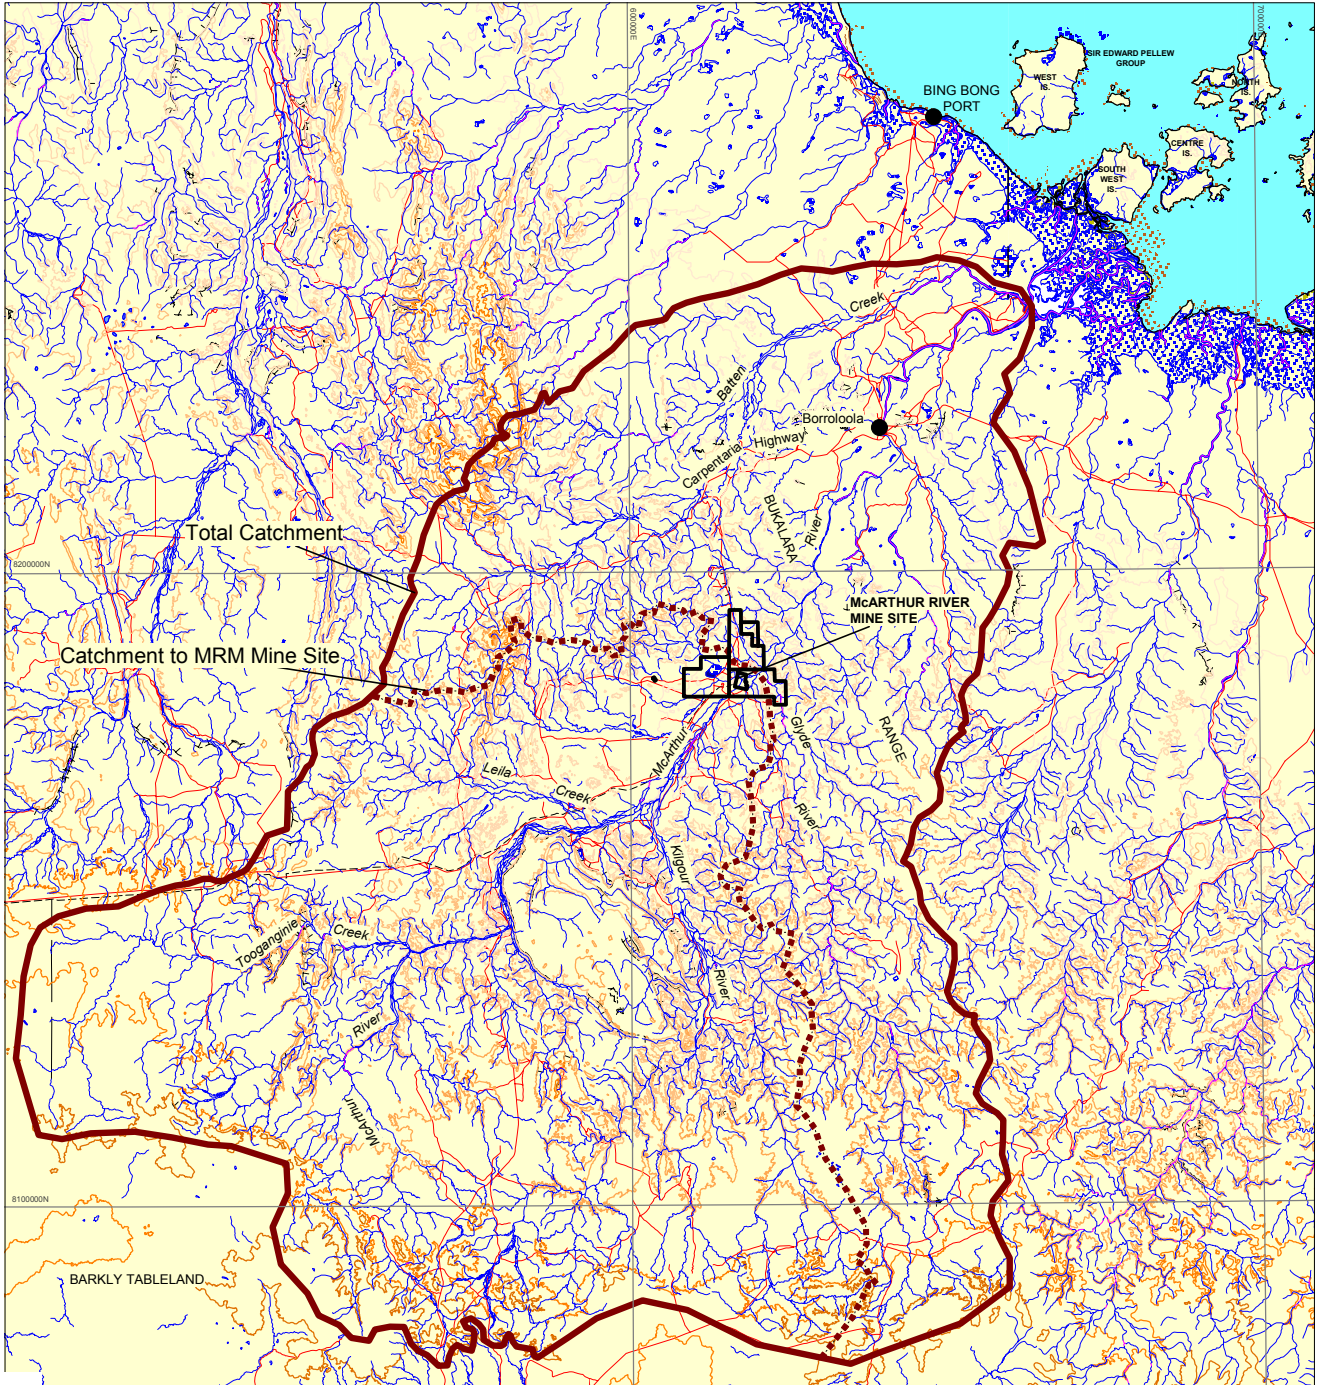 600000E
700000E
SIR EDWARD PELLEW
GROUP
WEST
IS.
NORTH
IS.
BING BONG
PORT
CENTRE
IS.
SOUTH
WEST
IS.
Creek
Batten
Borroloola
Carpentaria Highway
BUKALARA
River
Total Catchment
8200000N
McARTHUR RIVER
MINE SITE
Catchment to MRM Mine Site
Glyde
RANGE
McArthur
Leila
Creek
River
Kilgour
Tooganginie
Creek
River
River
McArthur
8100000N
BARKLY TABLELAND